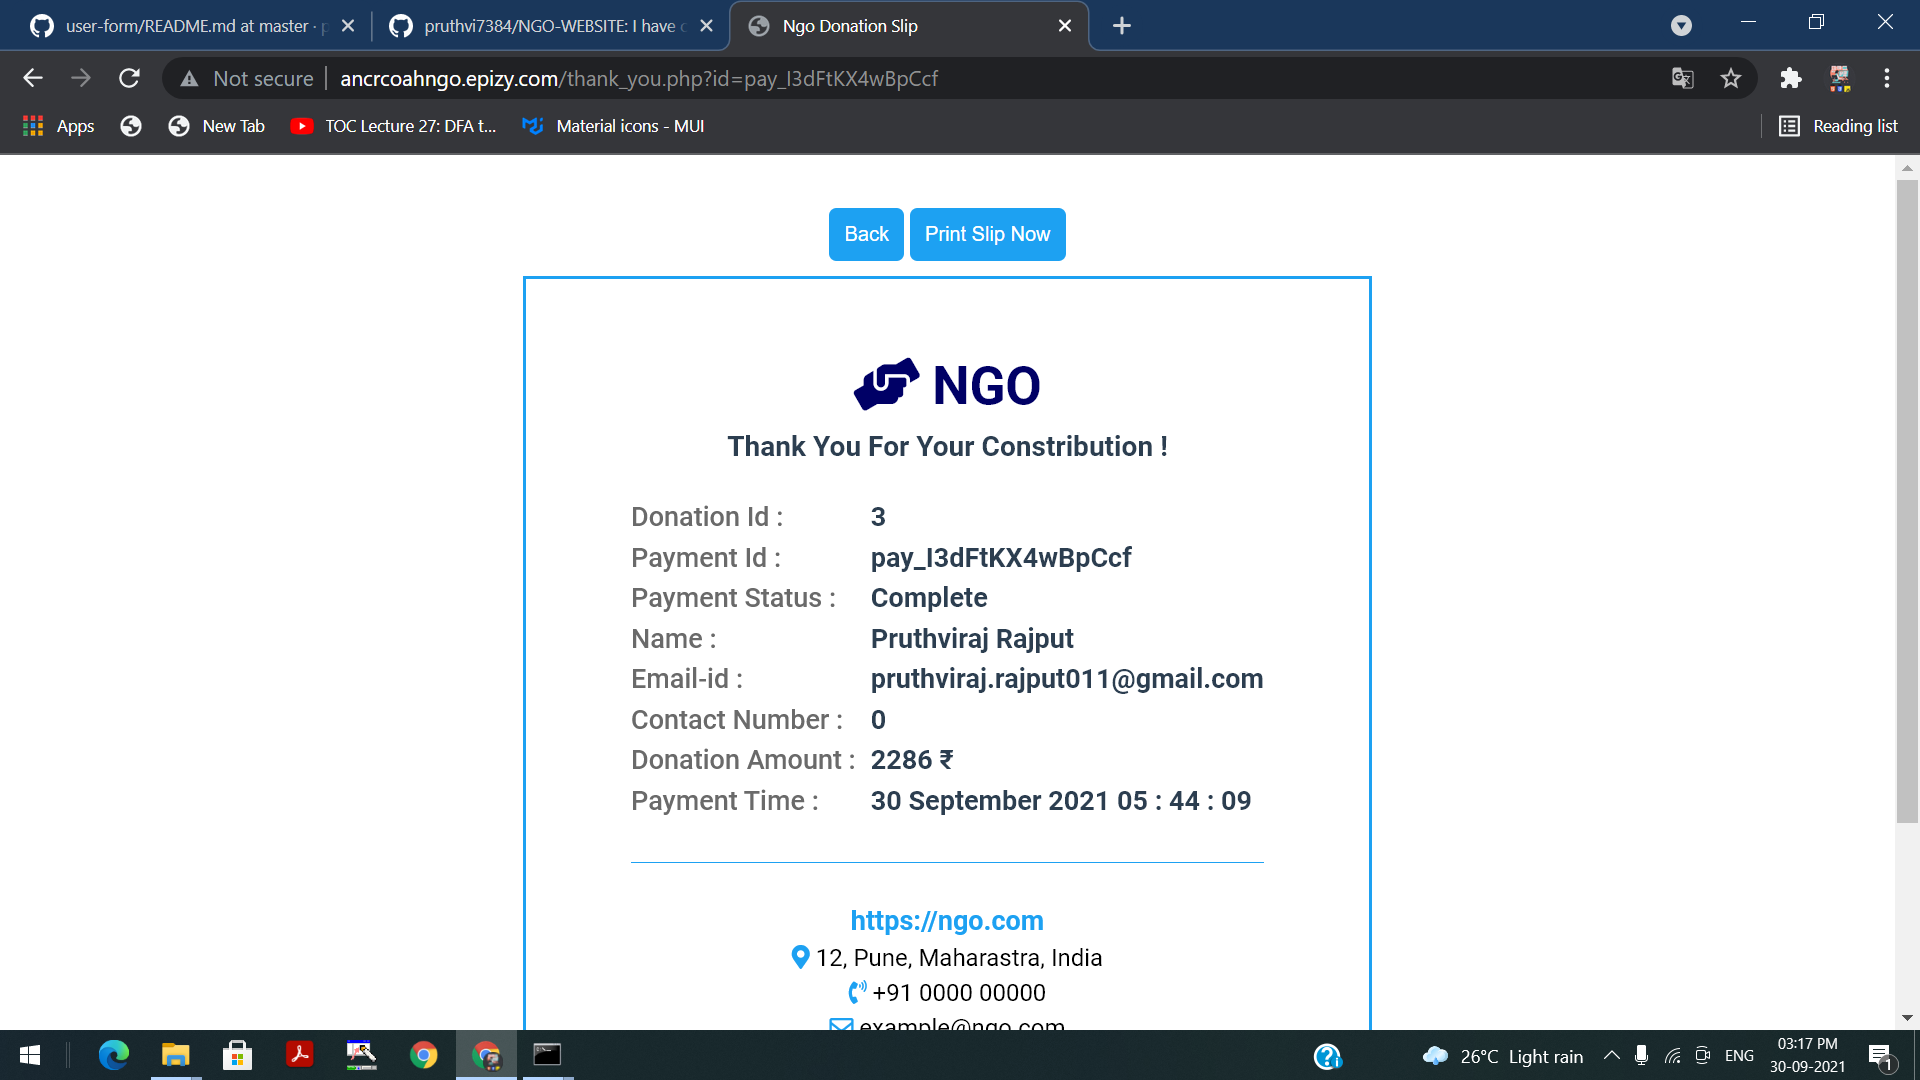 user-form/README.md at master · p
pruthvi7384/NGO-WEBSITE: I have c
Ngo Donation Slip
Not secure
ancrcoahngo.epizy.com/thank_you.php?id=pay_I3dFtKX4wBpCcf
Apps
New Tab
TOC Lecture 27: DFA t...
Material icons - MUI
Reading list
Back
Print Slip Now
NGO
Thank You For Your Constribution !
Donation Id : 3
Payment Id : pay_I3dFtKX4wBpCcf
Payment Status : Complete
Name : Pruthviraj Rajput
Email-id : pruthviraj.rajput011@gmail.com
Contact Number : 0
Donation Amount : 2286 ₹
Payment Time : 30 September 2021 05 : 44 : 09
https://ngo.com
12, Pune, Maharastra, India
+91 0000 00000
example@ngo.com
26°C Light rain
ENG
03:17 PM
30-09-2021
1